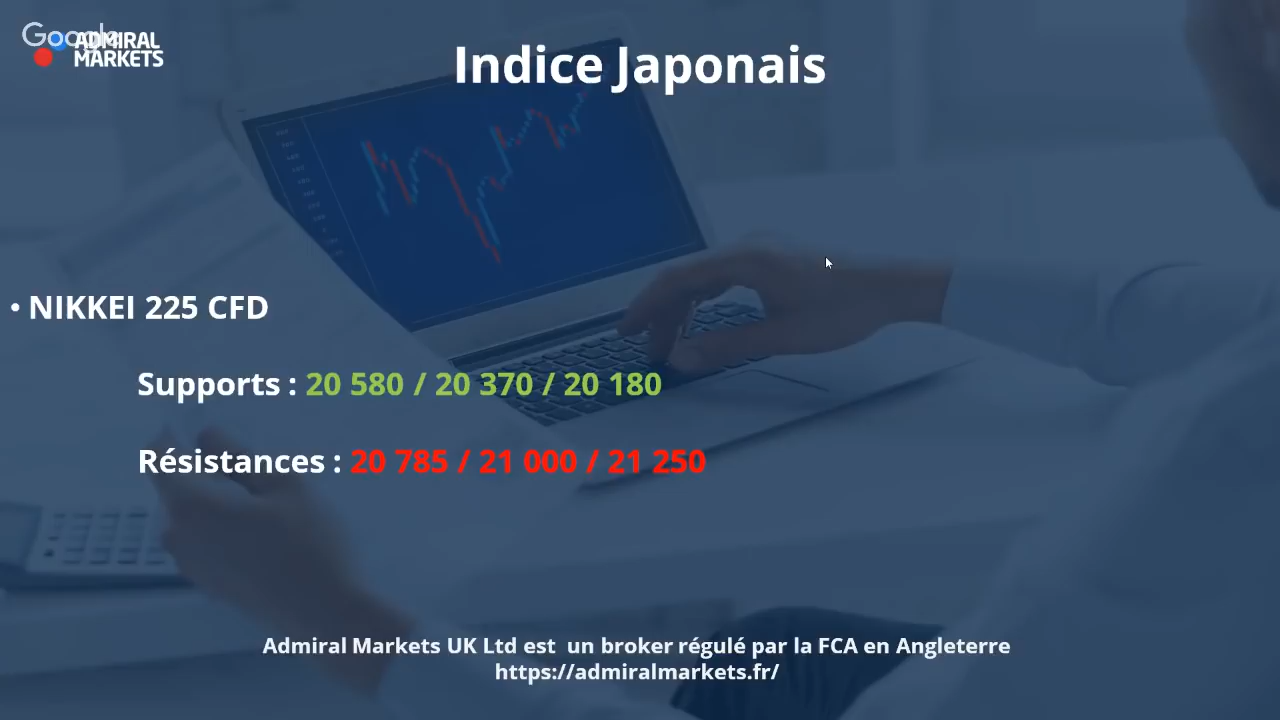 Google
ADMIRAL
MARKETS
Indice Japonais
• NIKKEI 225 CFD
Supports : 20 580 / 20 370 / 20 180
Résistances : 20 785 / 21 000 / 21 250
Admiral Markets UK Ltd est  un broker régulé par la FCA en Angleterre
https://admiralmarkets.fr/